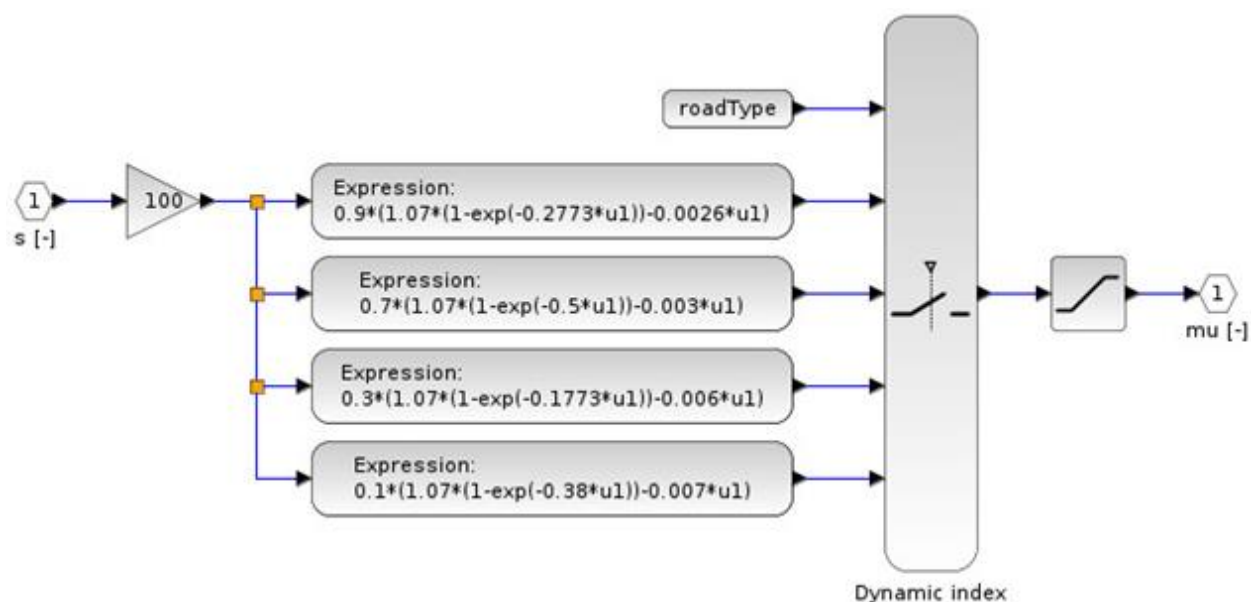 roadType
1
s [-]
100
Expression:
0.9*(1.07*(1-exp(-0.2773*u1))-0.0026*u1)
Expression:
0.7*(1.07*(1-exp(-0.5*u1))-0.003*u1)
Expression:
0.3*(1.07*(1-exp(-0.1773*u1))-0.006*u1)
Expression:
0.1*(1.07*(1-exp(-0.38*u1))-0.007*u1)
1
mu [-]
Dynamic index